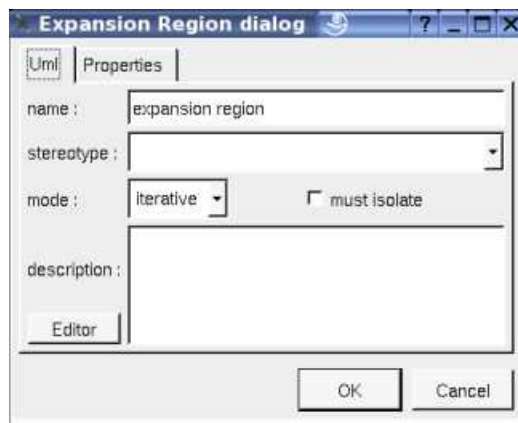 Expansion Region dialog
Uml Properties
name : expansion region
stereotype :
mode : iterative must isolate
description :
Editor
OK Cancel